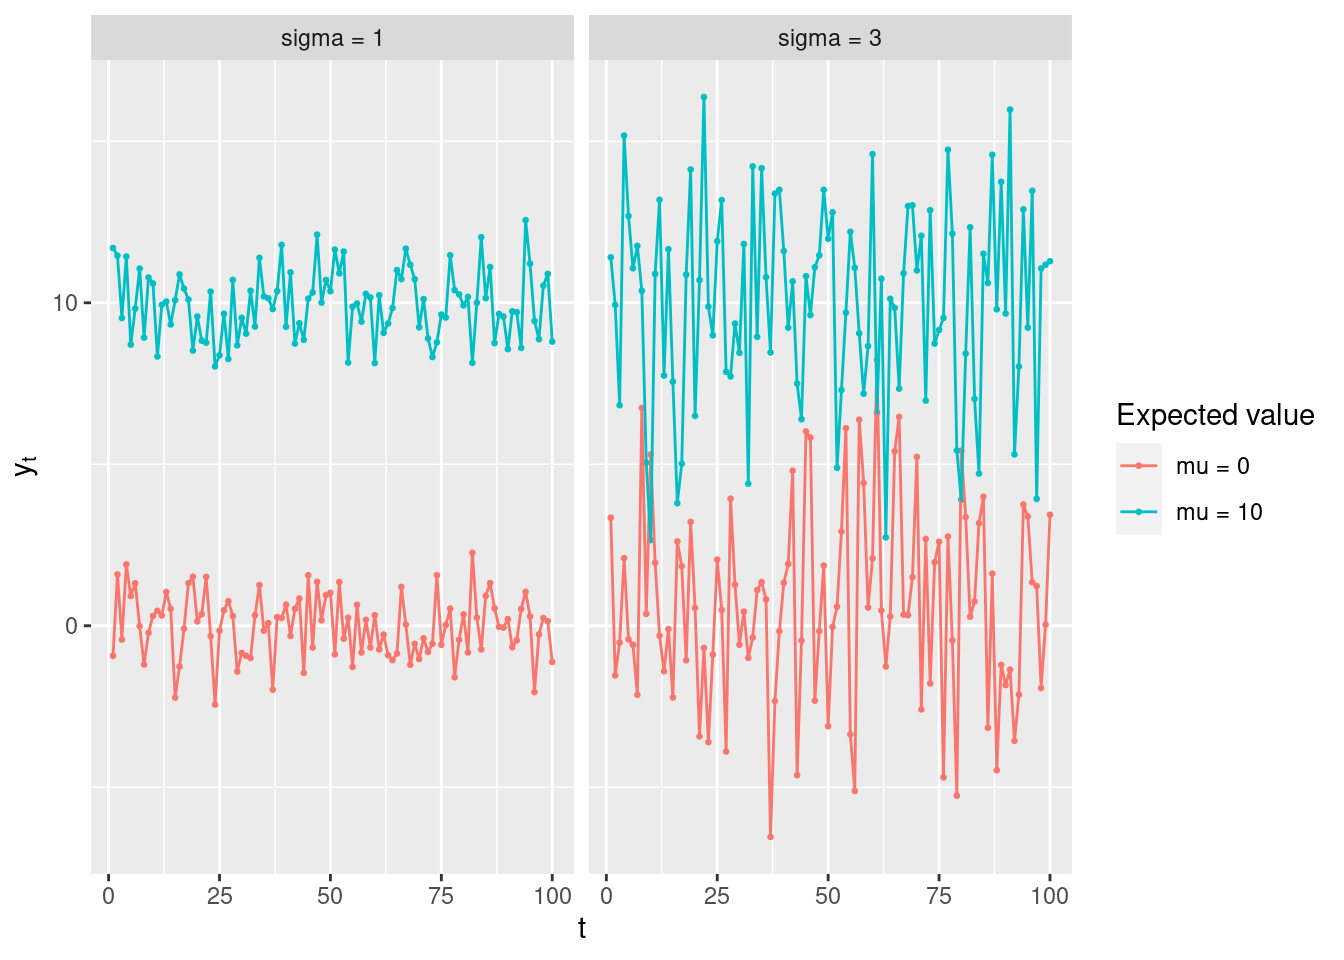 sigma = 1
sigma = 3
10
0
yt
0 25 50 75 100
0 25 50 75 100
t
Expected value
mu = 0
mu = 10